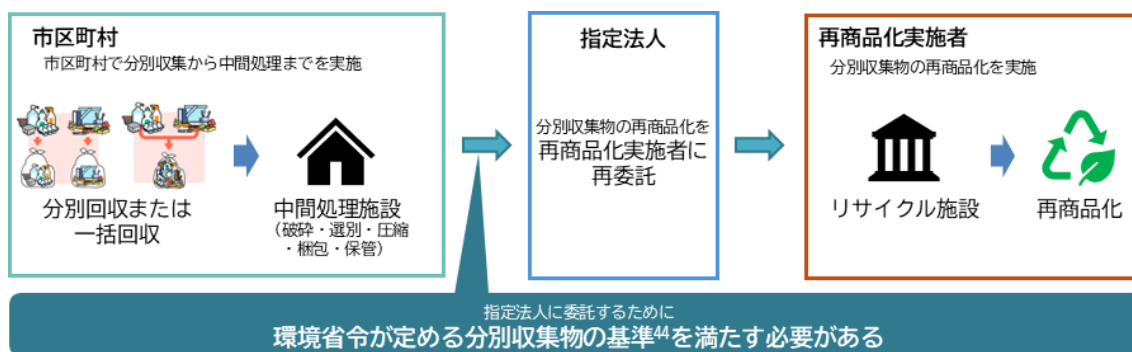 市区町村
市区町村で分別収集から中間処理までを実施
分別回収または
一括回収
中間処理施設
（破砕・選別・圧縮
・梱包・保管）
指定法人
分別収集物の再商品化を
再商品化実施者に
再委託
再商品化実施者
分別収集物の再商品化を実施
リサイクル施設
再商品化
指定法人に委託するために
環境省令が定める分別収集物の基準44を満たす必要がある